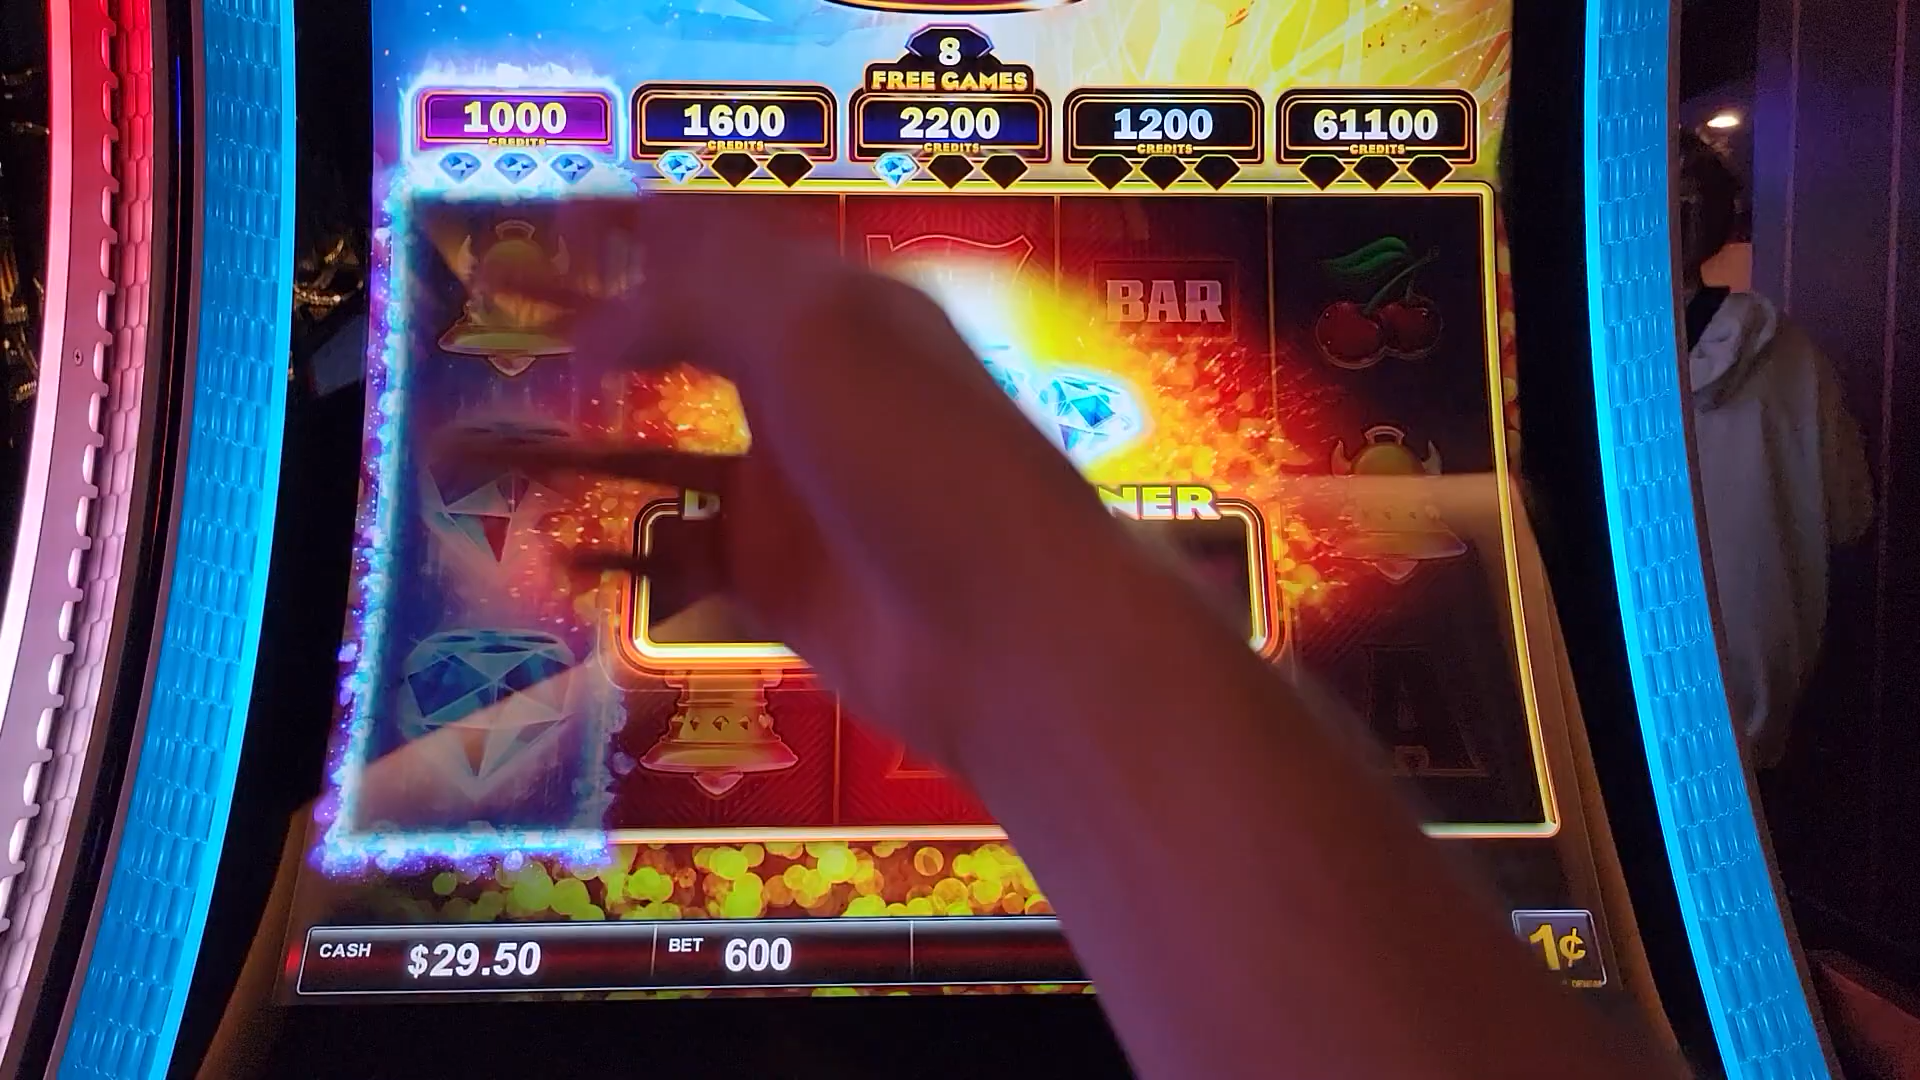 8
FREE GAMES
1000 1600 2200 1200 61100
CREDITS CREDITS CREDITS CREDITS CREDITS
BAR
CASH $29.50 BET 600 1¢